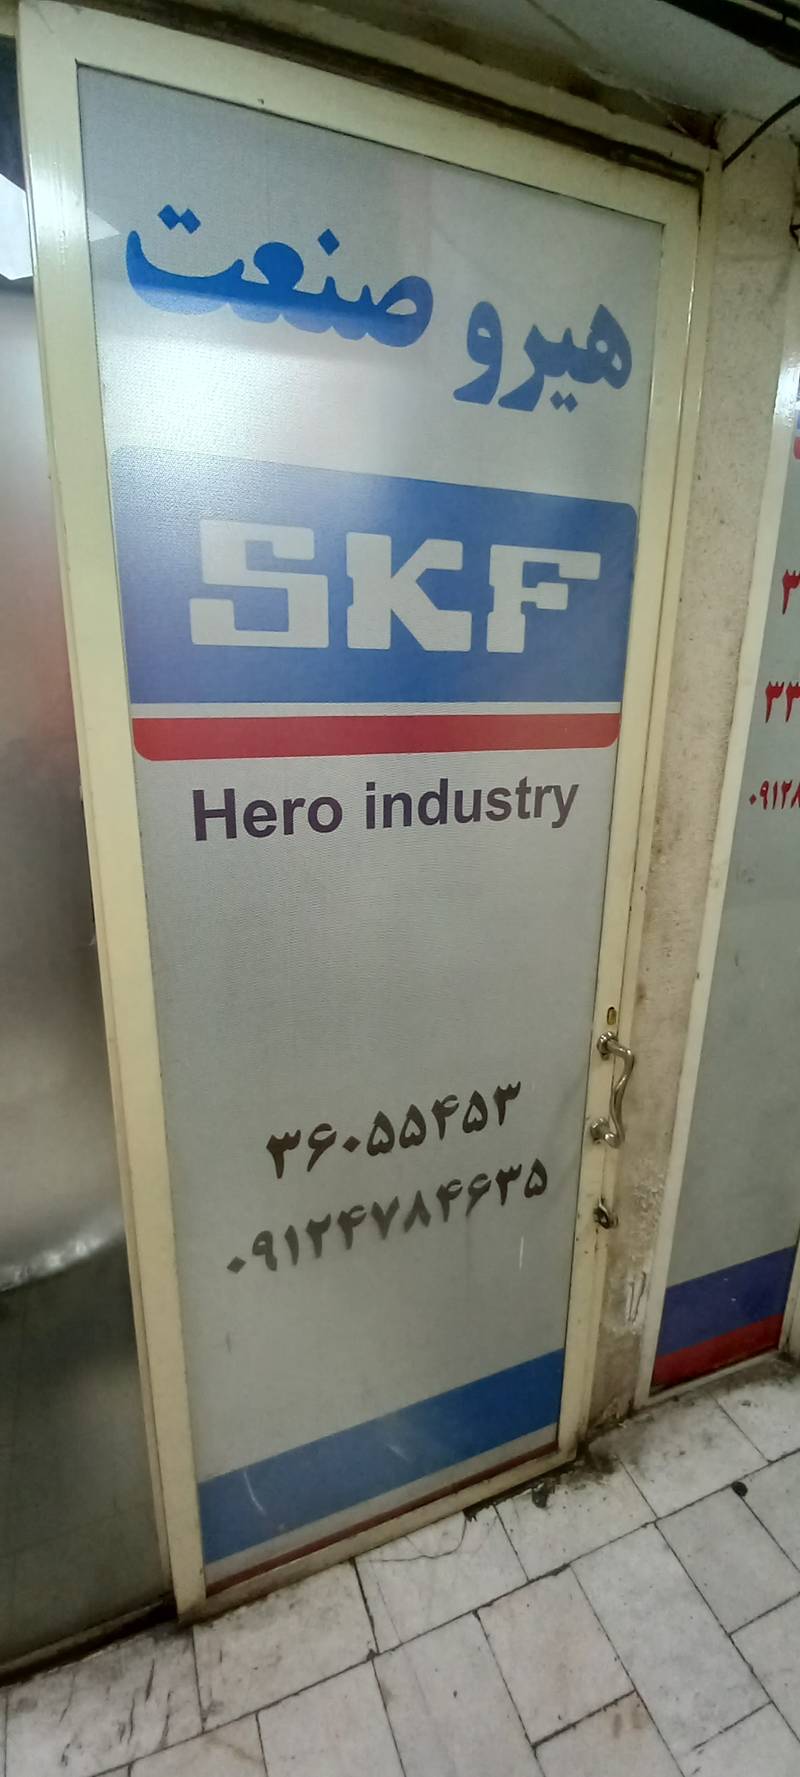 هیرو صنعت
SKF
Hero industry
۳۶۰۵۵۴۵۳
۰۹۱۲۴۷۸۴۶۳۵